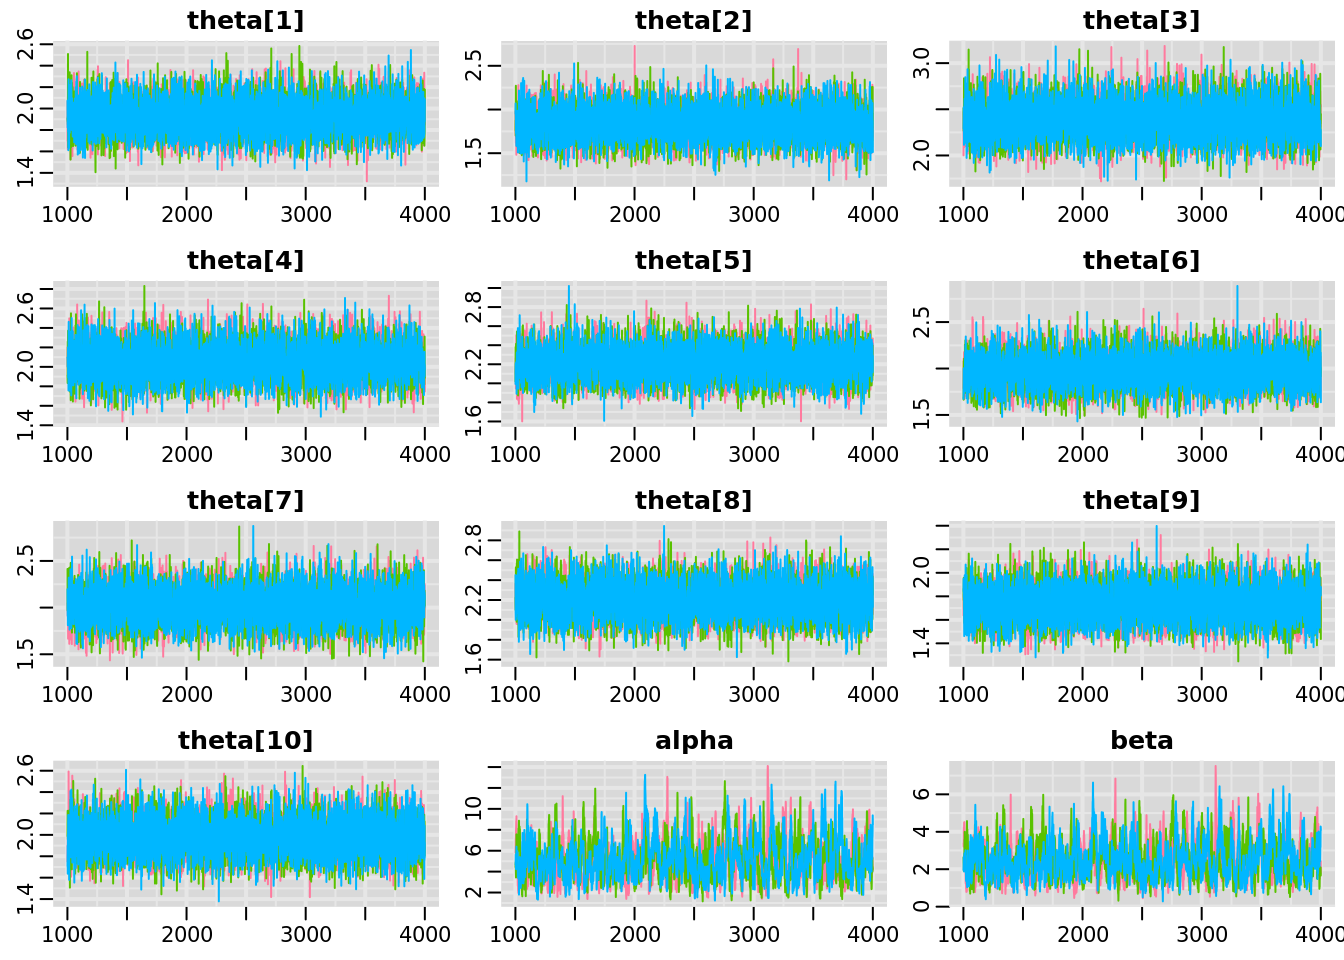 theta[1] theta[2] theta[3]
1.4 2.0 2.6 1.5 2.5 2.0 3.0
1000 2000 3000 4000 1000 2000 3000 4000 1000 2000 3000 4000
theta[4] theta[5] theta[6]
1.4 2.0 2.6 1.6 2.2 2.8 1.5 2.5
1000 2000 3000 4000 1000 2000 3000 4000 1000 2000 3000 4000
theta[7] theta[8] theta[9]
1.5 2.5 1.6 2.2 2.8 1.4 2.0
1000 2000 3000 4000 1000 2000 3000 4000 1000 2000 3000 4000
theta[10] alpha beta
1.4 2.0 2.6 2 6 10 0 2 4 6
1000 2000 3000 4000 1000 2000 3000 4000 1000 2000 3000 4000